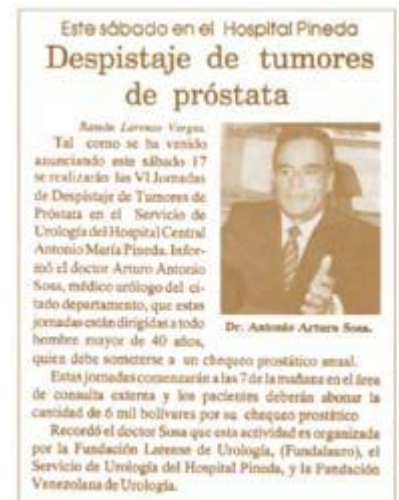 Este sábado en el Hospital Pineda
Despistaje de tumores
de próstata
Ramón Lorenzo Vargas.
Tal como se ha venido
anunciando este sábado 17
se realizarán las VI Jornadas
de Despistaje de Tumores de
Próstata en el Servicio de
Urología del Hospital Central
Antonio María Pineda. Infor-
mó el doctor Arturo Antonio
Sosa, médico urólogo del ci-
tado departamento, que estas
jornadas están dirigidas a todo
hombre mayor de 40 años,
quien debe someterse a un chequeo prostático anual.
Dr. Antonio Arturo Sosa.
Estas jornadas comenzarán a las 7 de la mañana en el área
de consulta externa y los pacientes deberán abonar la
cantidad de 6 mil bolívares por su chequeo prostático
Recordó el doctor Sosa que esta actividad es organizada
por la Fundación Larense de Urología, (Fundalauro), el
Servicio de Urología del Hospital Pineda, y la Fundación
Venezolana de Urología.